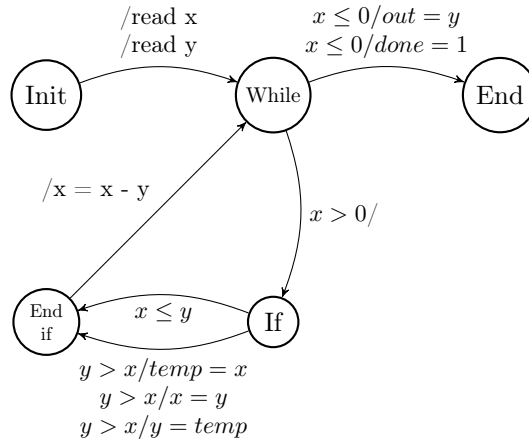 /read x
/read y
x ≤ 0/out = y
x ≤ 0/done = 1
Init
While
End
/x = x - y
x > 0/
End
if
x ≤ y
If
y > x/temp = x
y > x/x = y
y > x/y = temp